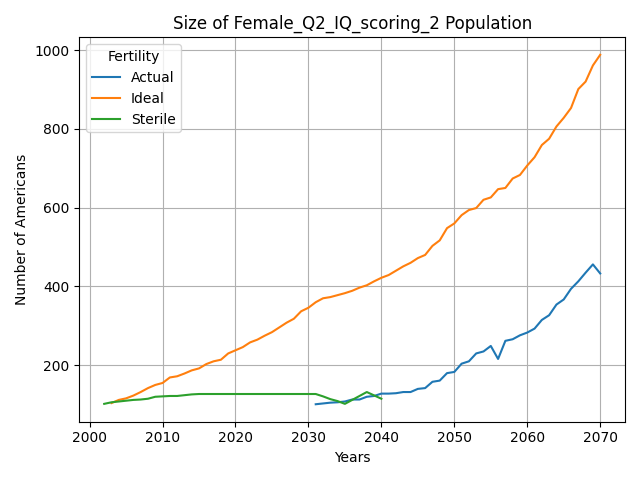 Size of Female_Q2_IQ_scoring_2 Population
Fertility
Actual
Ideal
Sterile
Number of Americans
1000
800
600
400
200
2000 2010 2020 2030 2040 2050 2060 2070
Years